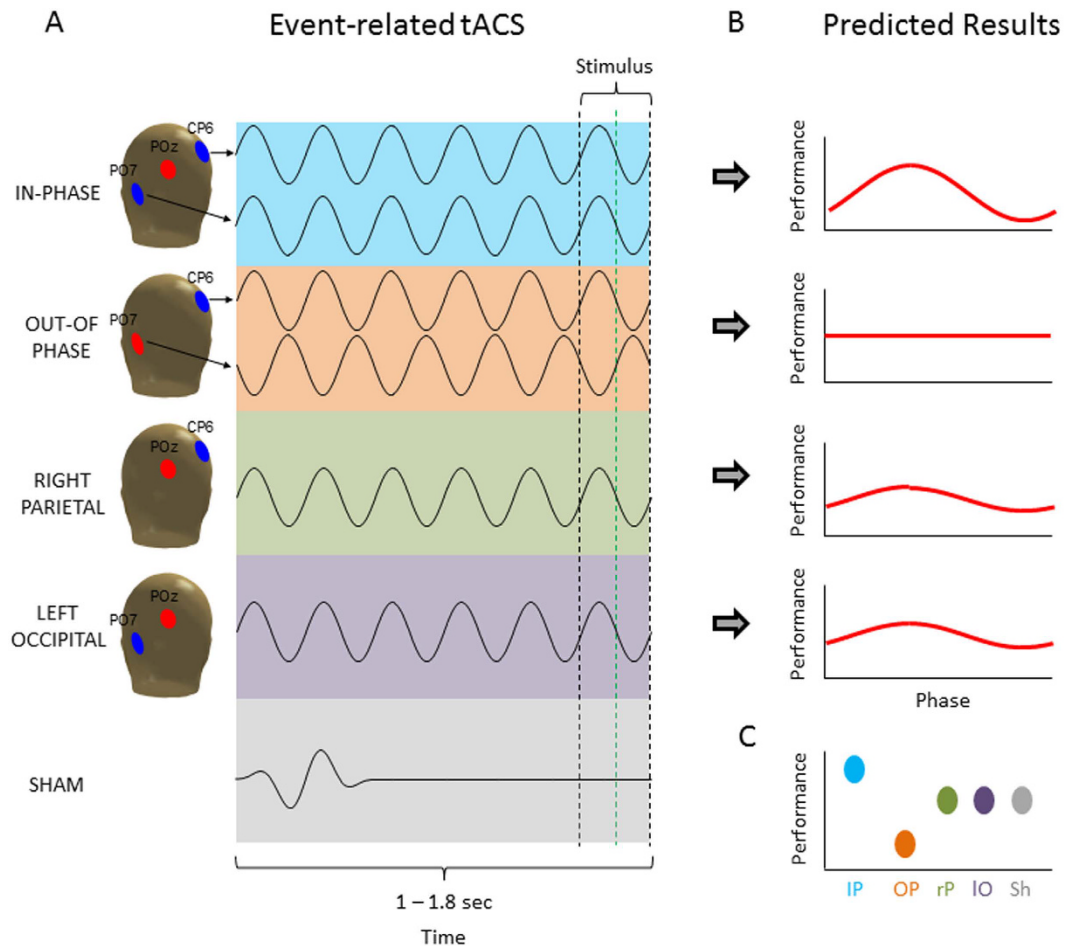 A
Event-related tACS
B
Predicted Results
Stimulus
CP6
POz
PO7
IN-PHASE
Performance
CP6
PO7
OUT-OF
PHASE
Performance
CP6
POz
RIGHT
PARIETAL
Performance
POz
PO7
LEFT
OCCIPITAL
Performance
Phase
SHAM
C
Performance
IP OP rP lO Sh
1 – 1.8 sec
Time